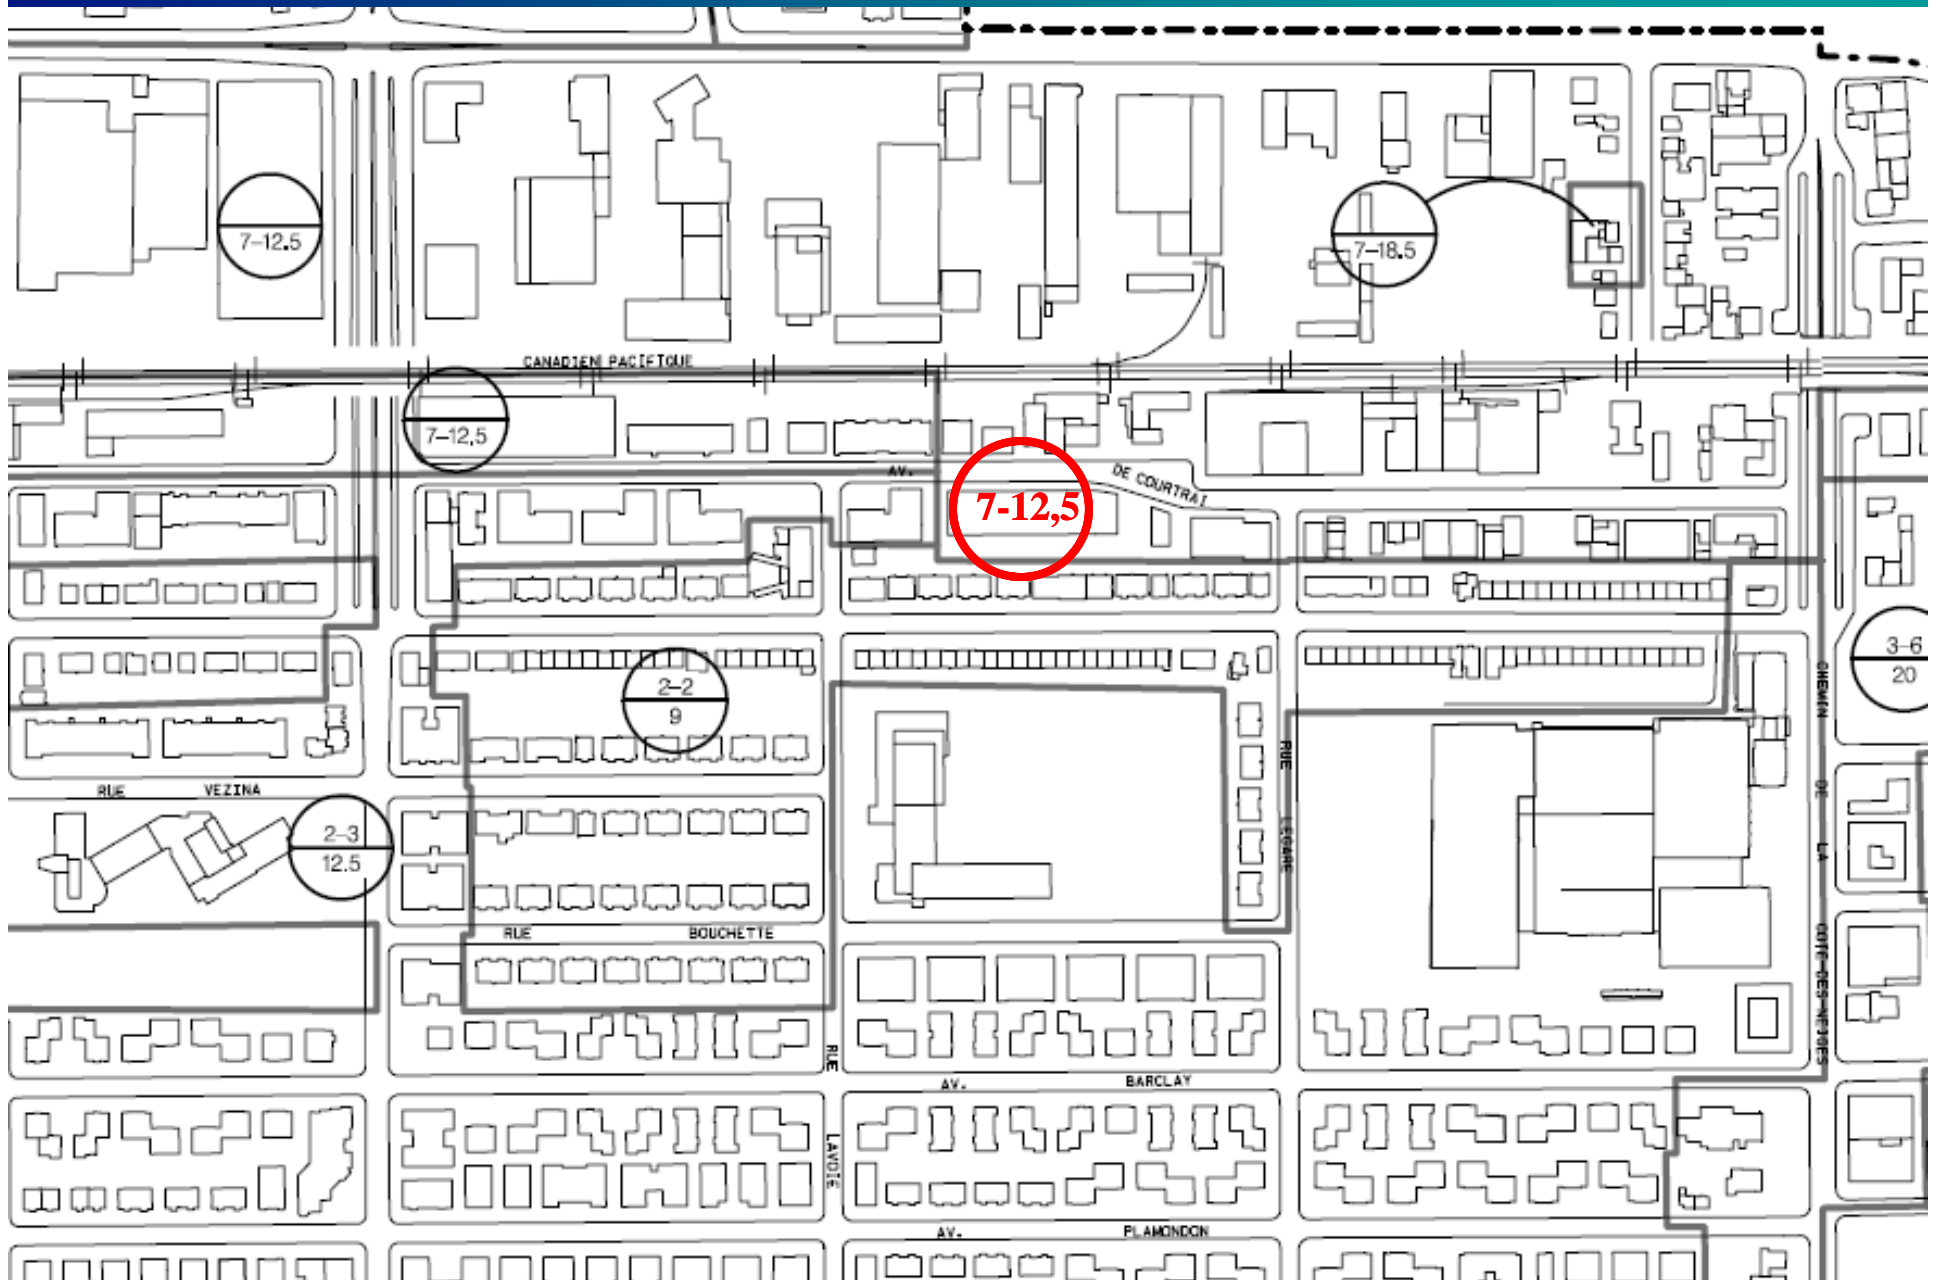 7-12.5
7-18.5
CANADIEN PACIFIQUE
7-12.5
AV. DE COURTRAI
7-12,5
2-2
9
3-6
20
RUE VEZINA
2-3
12.5
RUE LEGARE
CHEMIN DE LA COTE-DES-NEIGES
RUE BOUCHETTE
RUE LAVOIE
AV. BARCLAY
AV. PLAMONDON